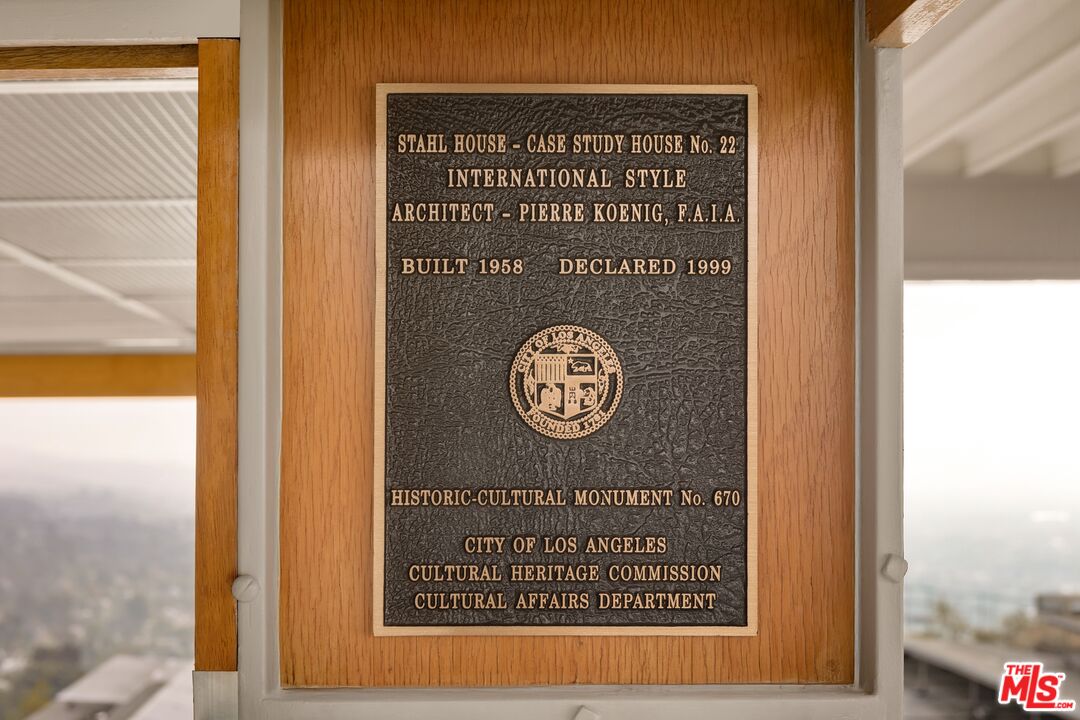 STAHL HOUSE – CASE STUDY HOUSE No. 22
INTERNATIONAL STYLE
ARCHITECT – PIERRE KOENIG, F.A.I.A.
BUILT 1958 DECLARED 1999
CITY OF LOS ANGELES
FOUNDED 1781
HISTORIC-CULTURAL MONUMENT No. 670
CITY OF LOS ANGELES
CULTURAL HERITAGE COMMISSION
CULTURAL AFFAIRS DEPARTMENT
THE
MLS™
.COM